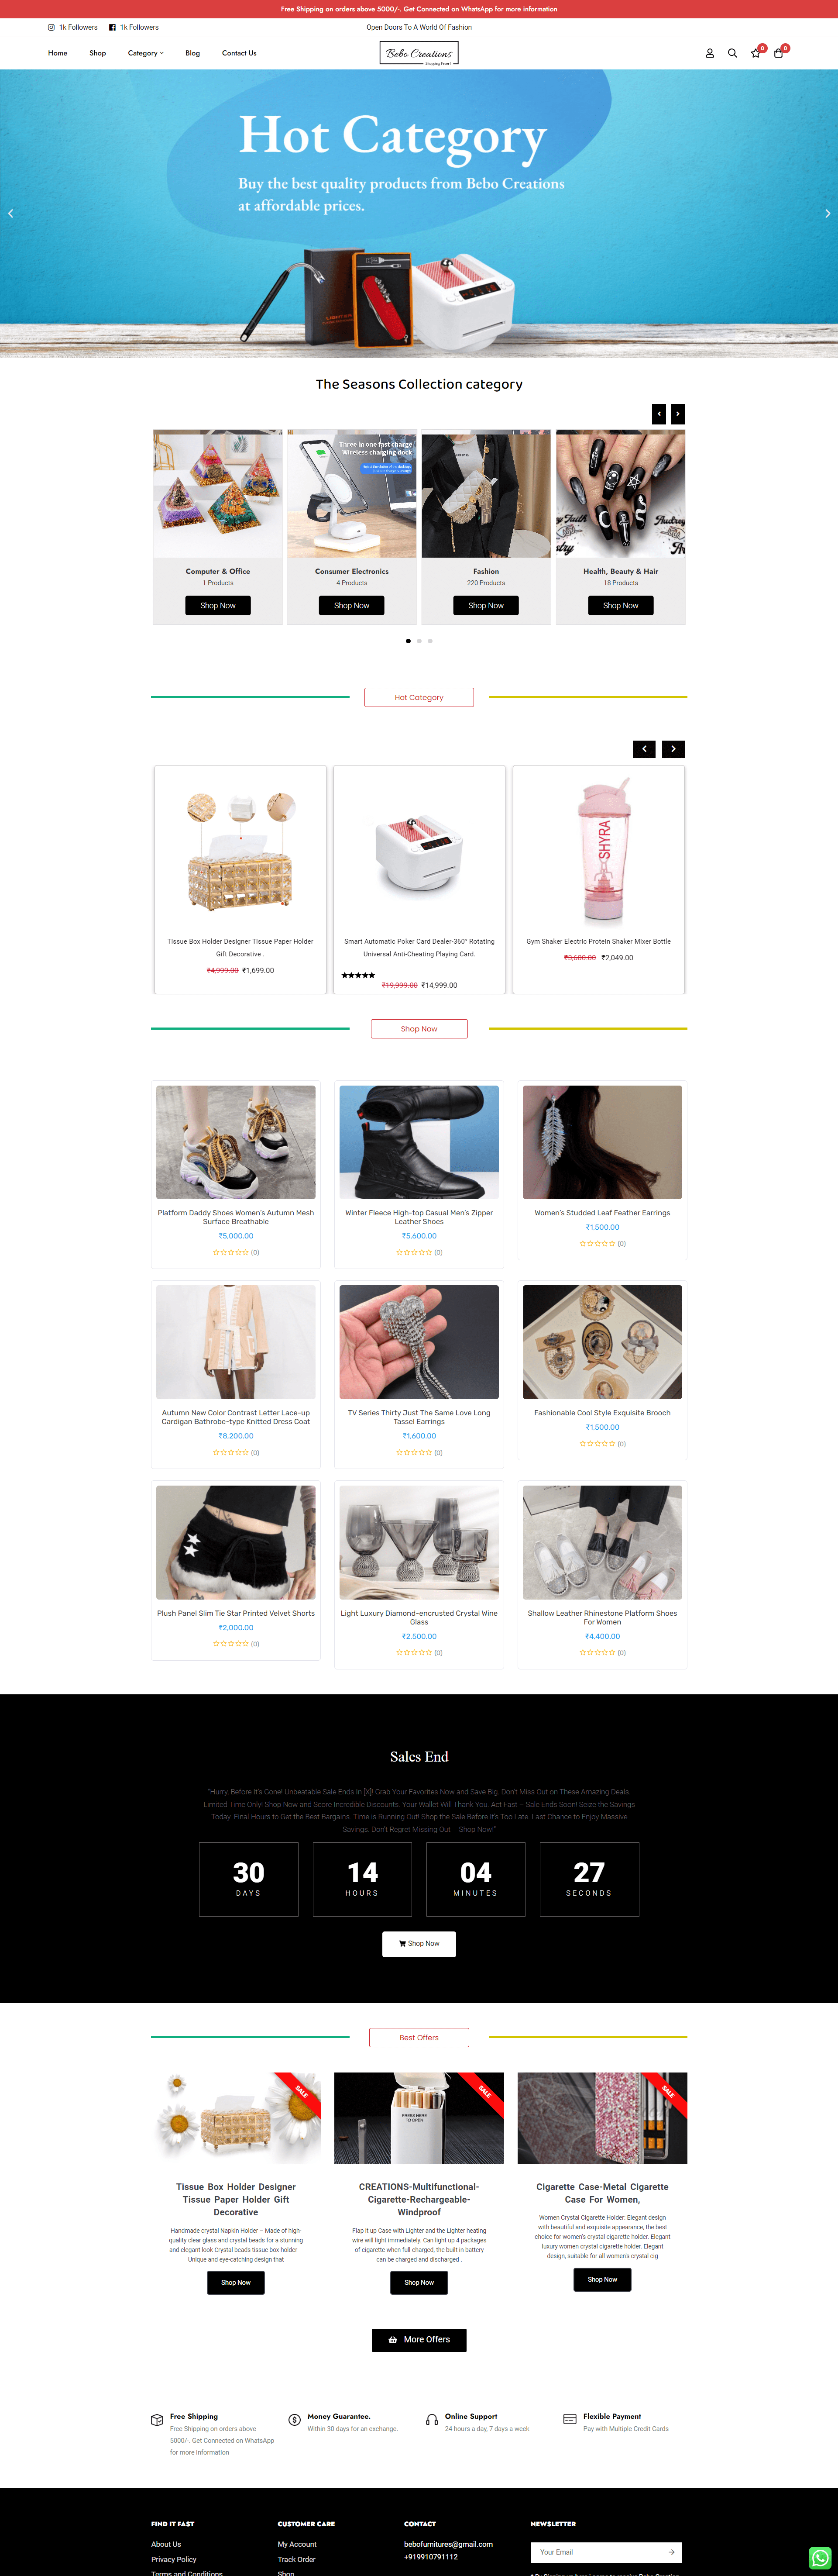 Free Shipping on orders above 5000/-. Get Connected on WhatsApp for more information
1k Followers 1k Followers
Open Doors To A World Of Fashion
Home Shop Category Blog Contact Us
Bebo Creations
Shopping Fever!
0 0
Hot Category
Buy the best quality products from Bebo Creations
at affordable prices.
The Seasons Collection category
Three in one fast charge
Wireless charging dock
Computer & Office
1 Products
Shop Now
Consumer Electronics
4 Products
Shop Now
Fashion
220 Products
Shop Now
Health, Beauty & Hair
18 Products
Shop Now
Hot Category
SHYRA
Tissue Box Holder Designer Tissue Paper Holder
Gift Decorative .
₹4,999.00 ₹1,699.00
Smart Automatic Poker Card Dealer-360° Rotating
Universal Anti-Cheating Playing Card.
₹19,999.00 ₹14,999.00
Gym Shaker Electric Protein Shaker Mixer Bottle
₹3,600.00 ₹2,049.00
Shop Now
Platform Daddy Shoes Women's Autumn Mesh
Surface Breathable
₹5,000.00
(0)
Winter Fleece High-top Casual Men's Zipper
Leather Shoes
₹5,600.00
(0)
Women's Studded Leaf Feather Earrings
₹1,500.00
(0)
Autumn New Color Contrast Letter Lace-up
Cardigan Bathrobe-type Knitted Dress Coat
₹8,200.00
(0)
TV Series Thirty Just The Same Love Long
Tassel Earrings
₹1,600.00
(0)
Fashionable Cool Style Exquisite Brooch
₹1,500.00
(0)
Plush Panel Slim Tie Star Printed Velvet Shorts
₹2,000.00
(0)
Light Luxury Diamond-encrusted Crystal Wine
Glass
₹2,500.00
(0)
Shallow Leather Rhinestone Platform Shoes
For Women
₹4,400.00
(0)
Sales End
"Hurry, Before It's Gone! Unbeatable Sale Ends In [X]! Grab Your Favorites Now and Save Big. Don't Miss Out on These Amazing Deals.
Limited Time Only! Shop Now and Score Incredible Discounts. Your Wallet Will Thank You. Act Fast – Sale Ends Soon! Seize the Savings
Today. Final Hours to Get the Best Bargains. Time is Running Out! Shop the Sale Before It's Too Late. Last Chance to Enjoy Massive
Savings. Don't Regret Missing Out – Shop Now!"
30 14 04 27
DAYS HOURS MINUTES SECONDS
Shop Now
Best Offers
SALE
SALE
SALE
PRESS HERE
TO OPEN
Tissue Box Holder Designer
Tissue Paper Holder Gift
Decorative
Handmade crystal Napkin Holder – Made of high-
quality clear glass and crystal beads for a stunning
and elegant look Crystal beads tissue box holder –
Unique and eye-catching design that
Shop Now
CREATIONS-Multifunctional-
Cigarette-Rechargeable-
Windproof
Flap it up Case with Lighter and the Lighter heating
wire will light immediately. Can light up 4 packages
of cigarette when full-charged, the built in battery
can be charged and discharged .
Shop Now
Cigarette Case-Metal Cigarette
Case For Women,
Women Crystal Cigarette Holder: Elegant design
with beautiful and exquisite appearance, the best
choice for women's crystal cigarette holder. Elegant
luxury women crystal cigarette holder. Elegant
design, suitable for all women's crystal cig
Shop Now
More Offers
Free Shipping
Free Shipping on orders above
5000/-. Get Connected on WhatsApp
for more information
Money Guarantee.
Within 30 days for an exchange.
Online Support
24 hours a day, 7 days a week
Flexible Payment
Pay with Multiple Credit Cards
FIND IT FAST
About Us
Privacy Policy
Terms and Conditions
CUSTOMER CARE
My Account
Track Order
Shop
CONTACT
bebofurnitures@gmail.com
+919910791112
NEWSLETTER
Your Email